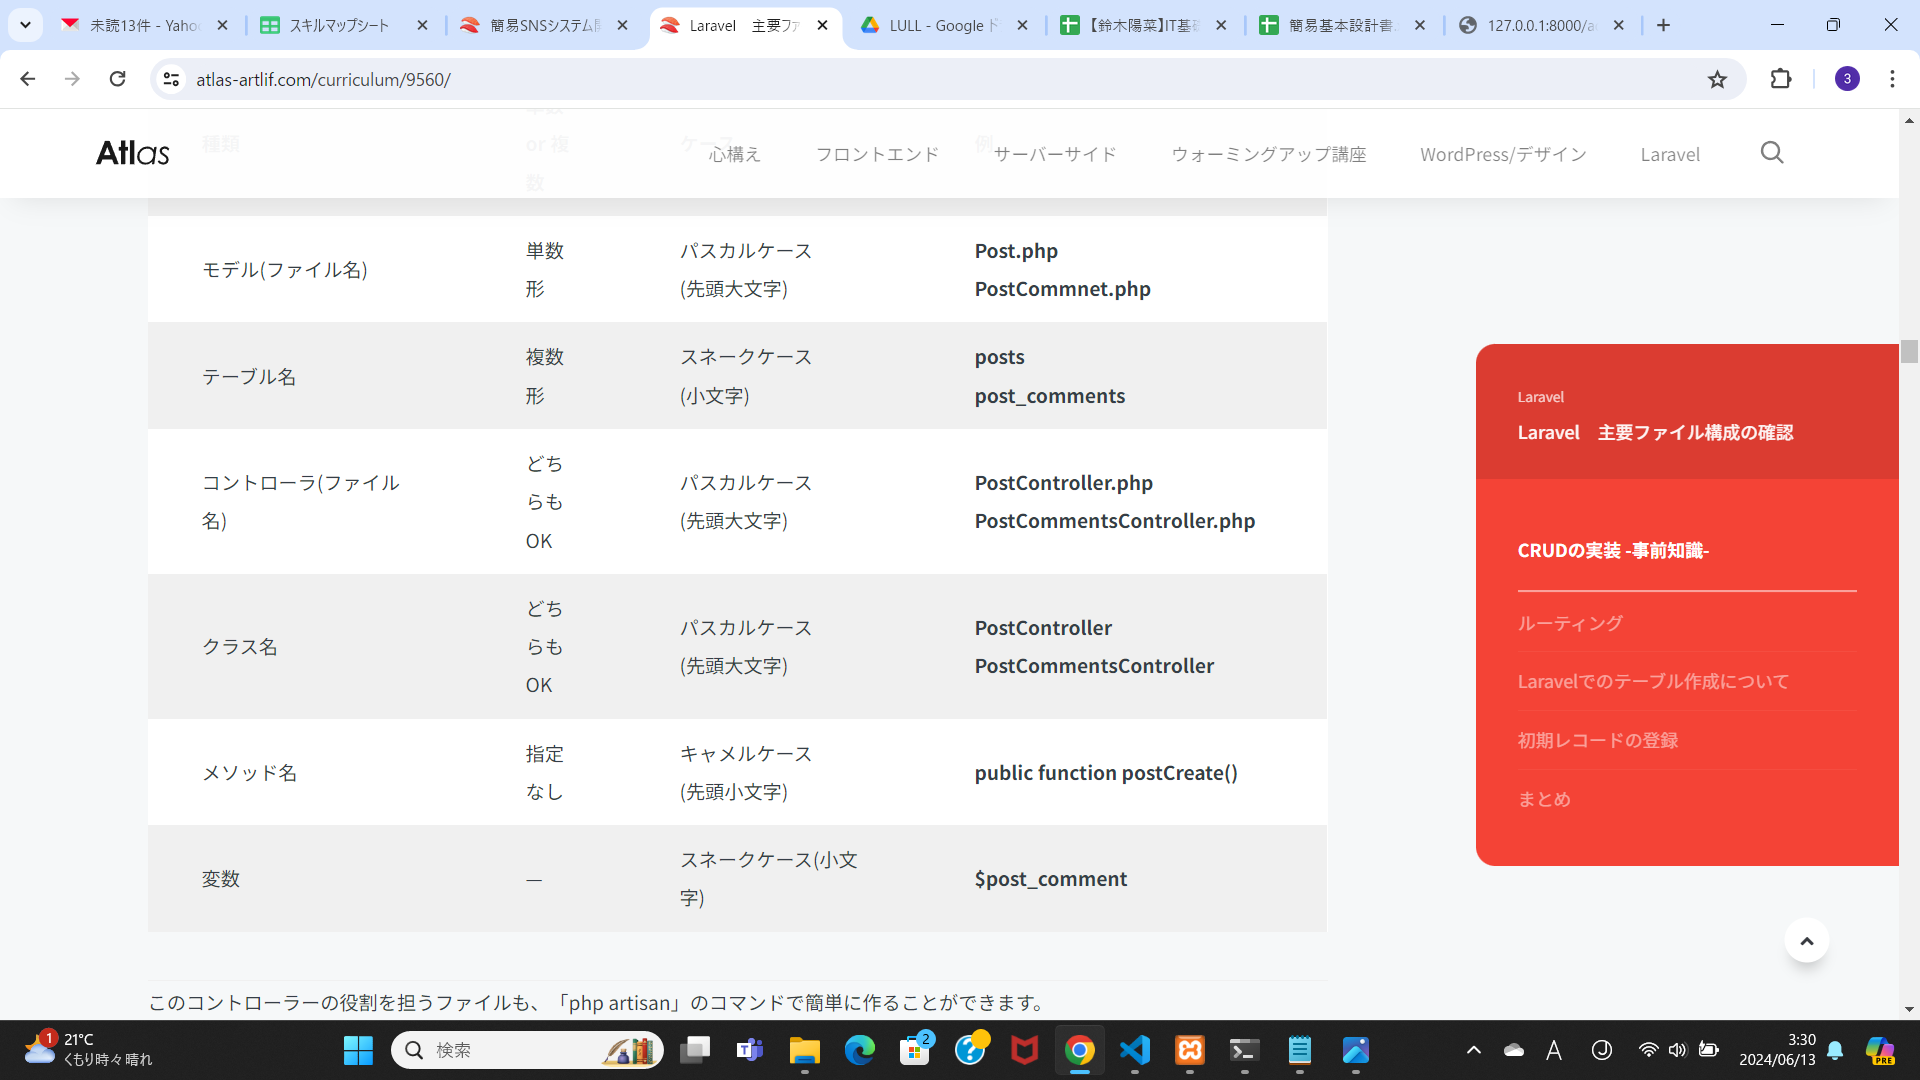 未読13件 - Yaho
スキルマップシート
簡易SNSシステム開
Laravel 主要ファ
LULL - Google ド
【鈴木陽菜】IT基礎
簡易基本設計書.
127.0.0.1:8000/a
atlas-artlif.com/curriculum/9560/
3
Atlas
心構え
フロントエンド
サーバーサイド
ウォーミングアップ講座
WordPress/デザイン
Laravel
種類
or 複
数
ケース
例
モデル(ファイル名)
単数
形
パスカルケース
(先頭大文字)
Post.php
PostCommnet.php
テーブル名
複数
形
スネークケース
(小文字)
posts
post_comments
コントローラ(ファイル
名)
どち
らも
OK
パスカルケース
(先頭大文字)
PostController.php
PostCommentsController.php
クラス名
どち
らも
OK
パスカルケース
(先頭大文字)
PostController
PostCommentsController
メソッド名
指定
なし
キャメルケース
(先頭小文字)
public function postCreate()
変数
—
スネークケース(小文
字)
$post_comment
このコントローラーの役割を担うファイルも、「php artisan」のコマンドで簡単に作ることができます。
Laravel
Laravel 主要ファイル構成の確認
CRUDの実装 -事前知識-
ルーティング
Laravelでのテーブル作成について
初期レコードの登録
まとめ
1
21°C
くもり時々晴れ
検索
2
A
J
3:30
2024/06/13
PRE